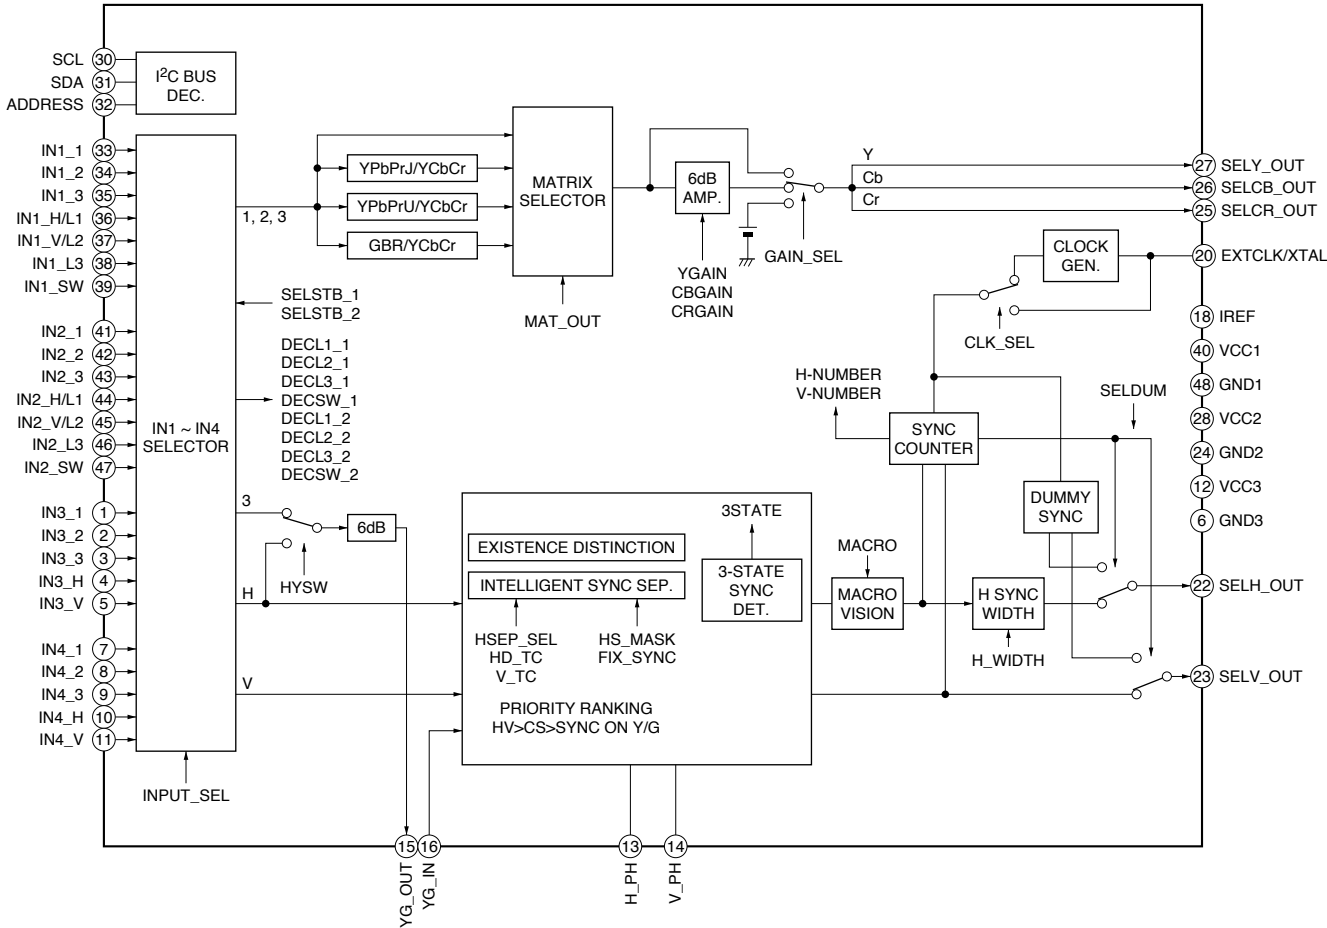 SCL 30
SDA 31
ADDRESS 32
I2C BUS
DEC.
IN1_1 33
IN1_2 34
IN1_3 35
IN1_H/L1 36
IN1_V/L2 37
IN1_L3 38
IN1_SW 39
IN2_1 41
IN2_2 42
IN2_3 43
IN2_H/L1 44
IN2_V/L2 45
IN2_L3 46
IN2_SW 47
IN3_1 1
IN3_2 2
IN3_3 3
IN3_H 4
IN3_V 5
IN4_1 7
IN4_2 8
IN4_3 9
IN4_H 10
IN4_V 11
IN1 ~ IN4
SELECTOR
INPUT_SEL
1, 2, 3
YPbPrJ/YCbCr
YPbPrU/YCbCr
GBR/YCbCr
MATRIX
SELECTOR
MAT_OUT
6dB
AMP.
YGAIN
CBGAIN
CRGAIN
GAIN_SEL
Y
Cb
Cr
27 SELY_OUT
26 SELCB_OUT
25 SELCR_OUT
CLOCK
GEN.
20 EXTCLK/XTAL
CLK_SEL
18 IREF
40 VCC1
48 GND1
28 VCC2
24 GND2
12 VCC3
6 GND3
SELSTB_1
SELSTB_2
DECL1_1
DECL2_1
DECL3_1
DECSW_1
DECL1_2
DECL2_2
DECL3_2
DECSW_2
H-NUMBER
V-NUMBER
SYNC
COUNTER
SELDUM
DUMMY
SYNC
3
6dB
HYSW
H
V
EXISTENCE DISTINCTION
INTELLIGENT SYNC SEP.
HSEP_SEL
HD_TC
V_TC
HS_MASK
FIX_SYNC
3STATE
3-STATE
SYNC
DET.
PRIORITY RANKING
HV>CS>SYNC ON Y/G
MACRO
MACRO
VISION
H SYNC
WIDTH
H_WIDTH
22 SELH_OUT
23 SELV_OUT
15 YG_OUT
16 YG_IN
13 H_PH
14 V_PH